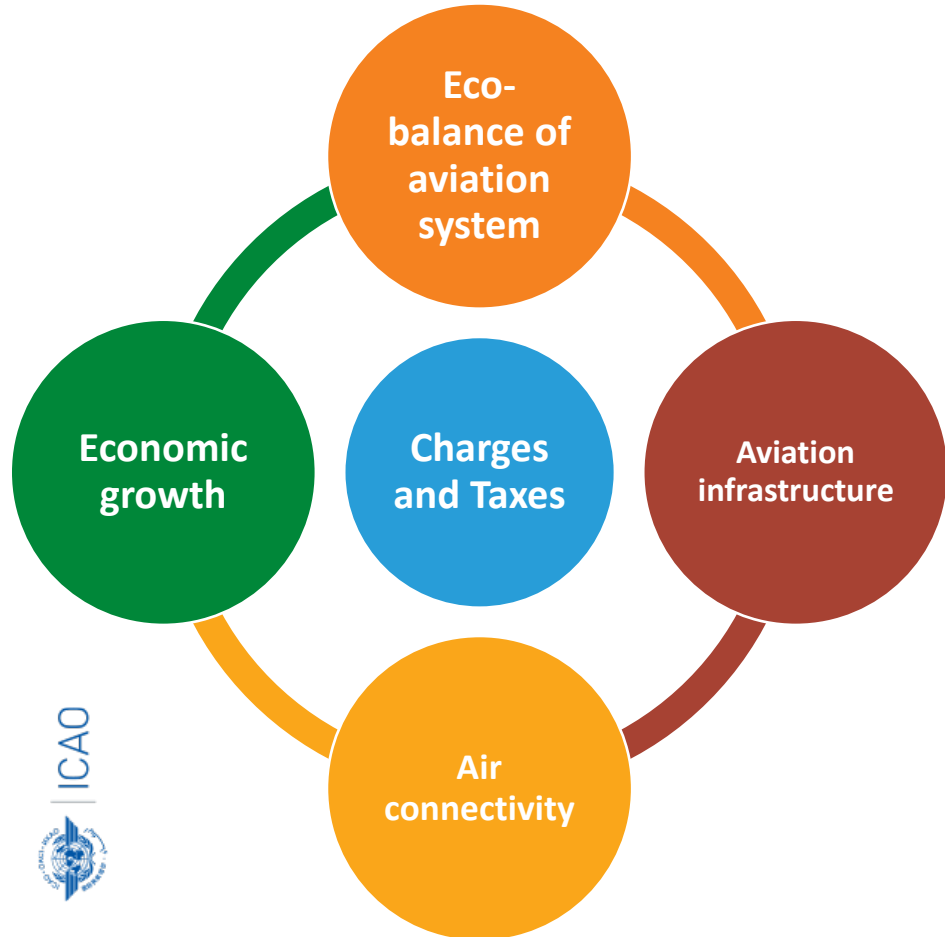 Eco-
balance of
aviation
system
Economic
growth
Charges
and Taxes
Aviation
infrastructure
Air
connectivity
ICAO